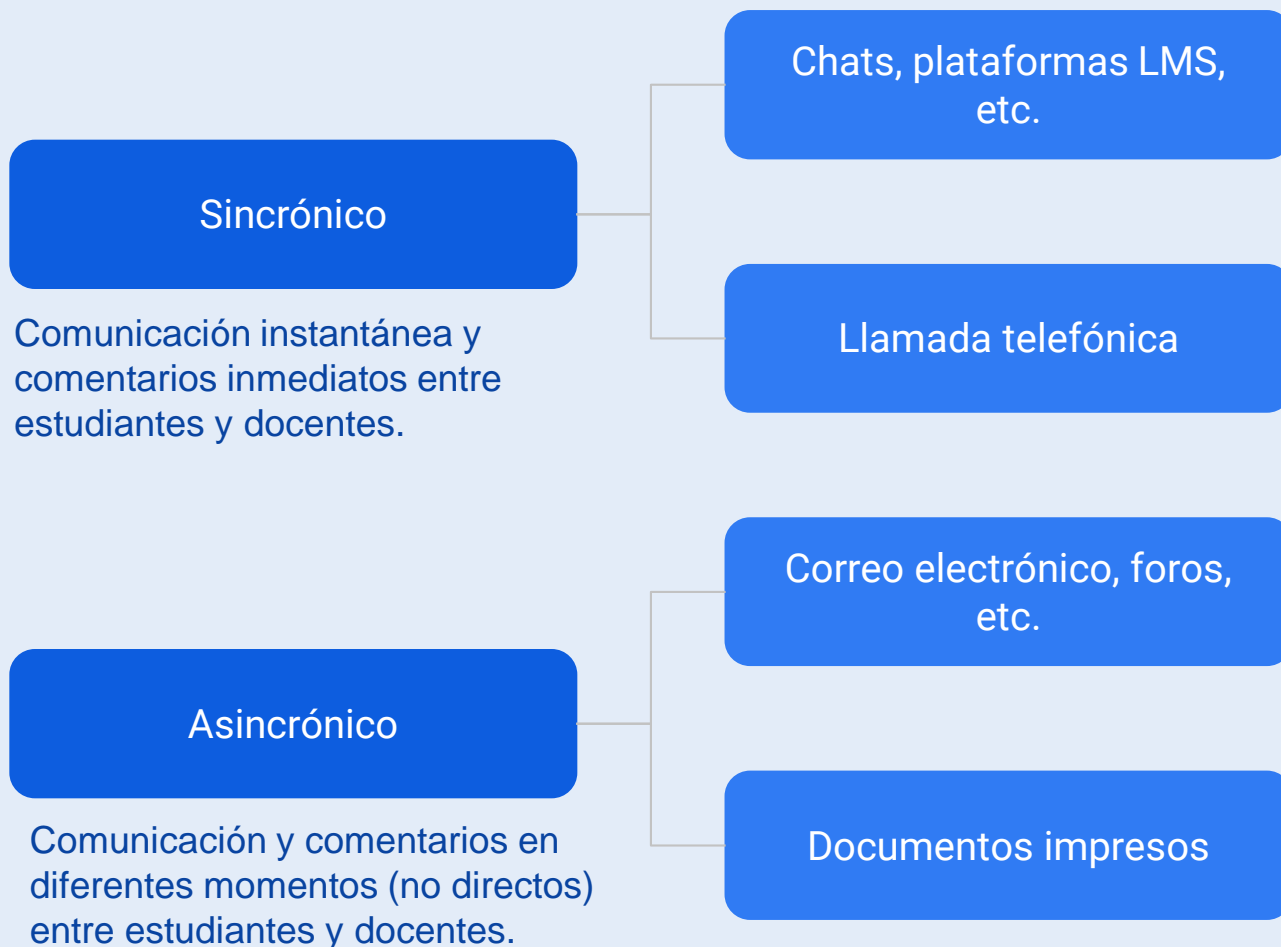 Chats, plataformas LMS,
etc.
Sincrónico
Llamada telefónica
Comunicación instantánea y
comentarios inmediatos entre
estudiantes y docentes.
Correo electrónico, foros,
etc.
Asincrónico
Documentos impresos
Comunicación y comentarios en
diferentes momentos (no directos)
entre estudiantes y docentes.